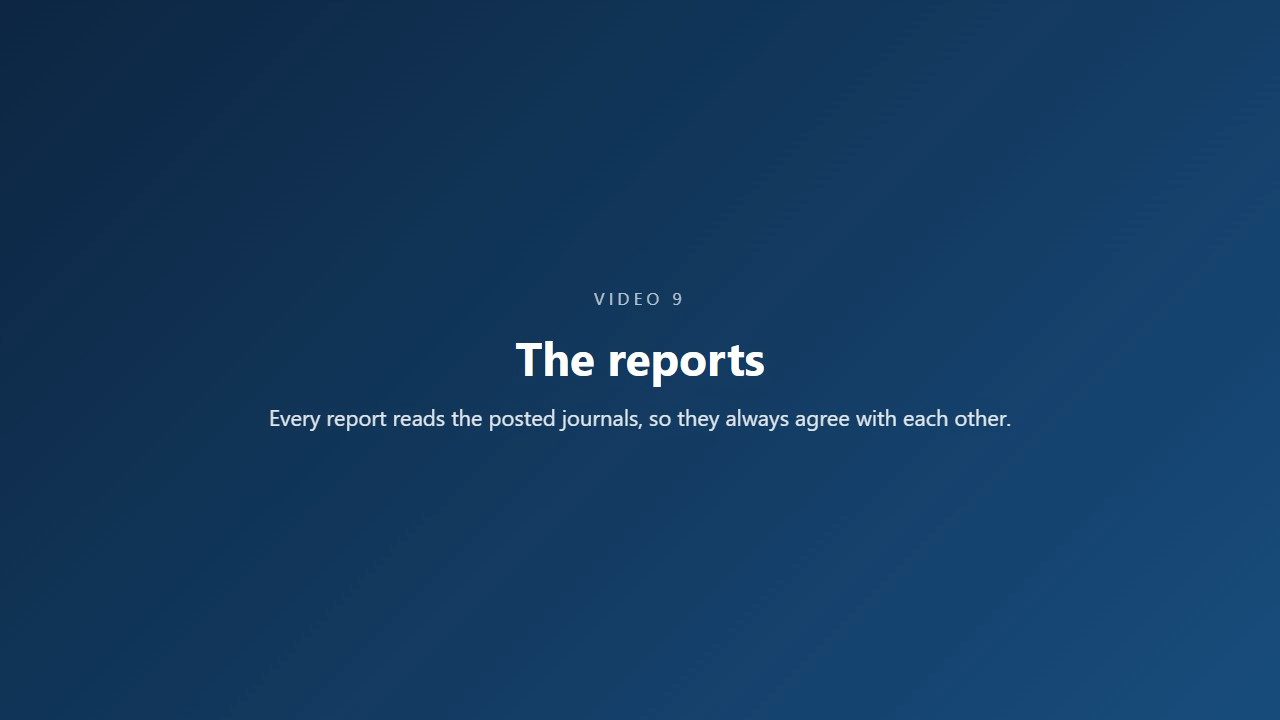 VIDEO 9
The reports
Every report reads the posted journals, so they always agree with each other.